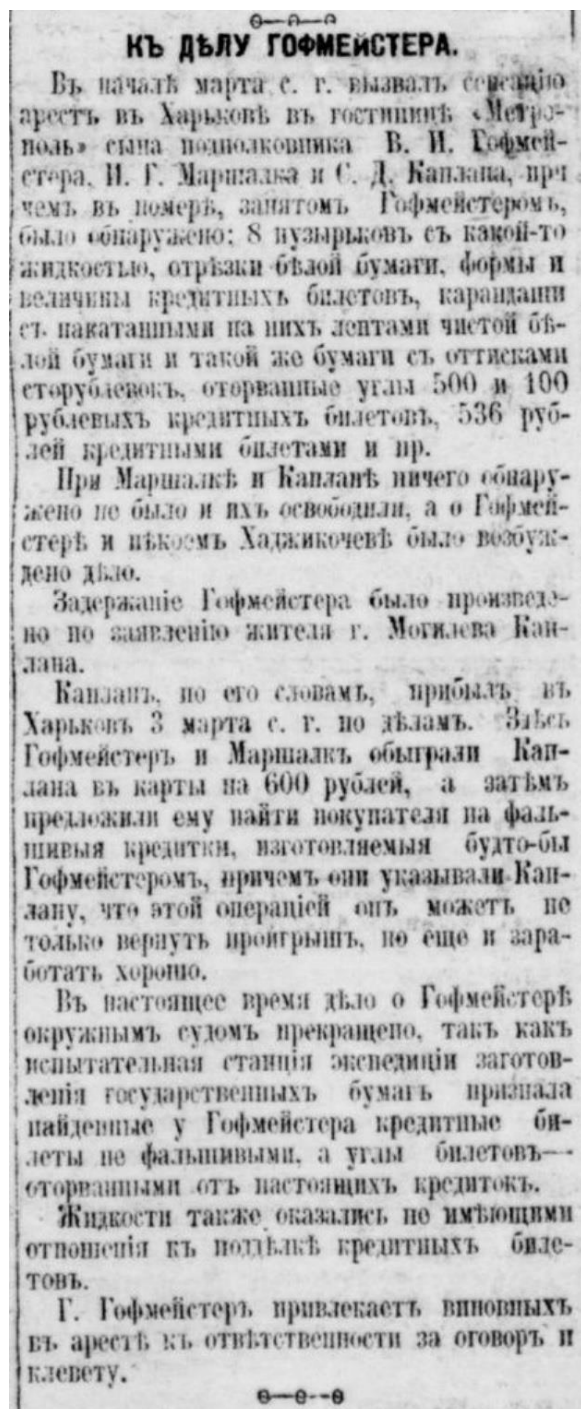 КЪ ДѢЛУ ГОФМЕЙСТЕРА.
Въ началѣ марта с. г. вызвалъ сенсацію
арестъ въ Харьковѣ въ гостиницѣ «Метро-
поль» сына подполковника В. И. Гофмей-
стера, И. Г. Маршалка и С. Д. Каплана, при
чемъ въ номерѣ, занятомъ Гофмейстеромъ,
было обнаружено: 8 пузырьковъ съ какой-то
жидкостью, отрѣзки бѣлой бумаги, формы и
величины кредитныхъ билетовъ, карандаши
съ накатанными на нихъ лентами чистой бѣ-
лой бумаги и такой же бумаги съ оттисками
сторублевокъ, оторванные углы 500 и 100
рублевыхъ кредитныхъ билетовъ, 536 руб-
лей кредитными билетами и пр.
При Маршалкѣ и Капланѣ ничего обнару-
жено не было и ихъ освободили, а о Гофмей-
стерѣ и нѣкоемъ Хаджикочевѣ было возбуж-
дено дѣло.
Задержаніе Гофмейстера было произведе-
но по заявленію жителя г. Могилева Кап-
лана.
Капланъ, по его словамъ, прибылъ въ
Харьковъ 3 марта с. г. по дѣламъ. Здѣсь
Гофмейстеръ и Маршалкъ обыграли Кап-
лана въ карты на 600 рублей, а затѣмъ
предложили ему найти покупателя на фаль-
шивыя кредитки, изготовляемыя будто-бы
Гофмейстеромъ, причемъ они указывали Кап-
лану, что этой операціей онъ можетъ не
только вернуть проигрышъ, но еще и зара-
ботать хорошо.
Въ настоящее время дѣло о Гофмейстерѣ
окружнымъ судомъ прекращено, такъ какъ
испытательная станція экспедиціи заготов-
ленія государственныхъ бумагъ признала
найденные у Гофмейстера кредитные би-
леты не фальшивыми, а углы билетовъ—
оторванными отъ настоящихъ кредитокъ.
Жидкости также оказались не имѣющими
отношенія къ поддѣлкѣ кредитныхъ биле-
товъ.
Г. Гофмейстеръ привлекаетъ виновныхъ
въ арестѣ къ отвѣтственности за оговоръ и
клевету.